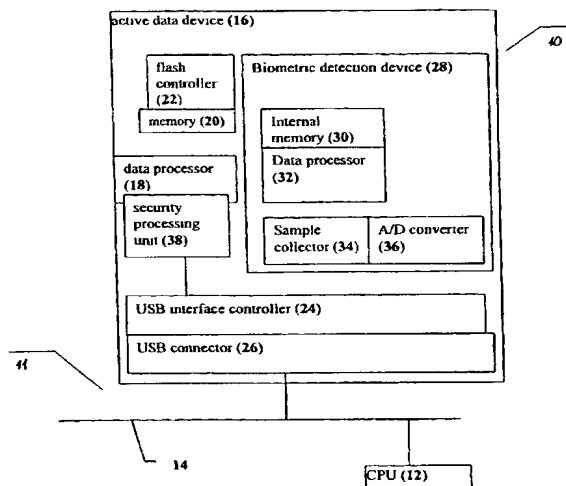 active data device (16)
40
flash
controller
(22)
memory (20)
Biometric detection device (28)
Internal
memory (30)
Data processor
(32)
data processor
(18)
security
processing
unit (38)
Sample
collector (34)
A/D converter
(36)
USB interface controller (24)
USB connector (26)
11
14
CPU (12)